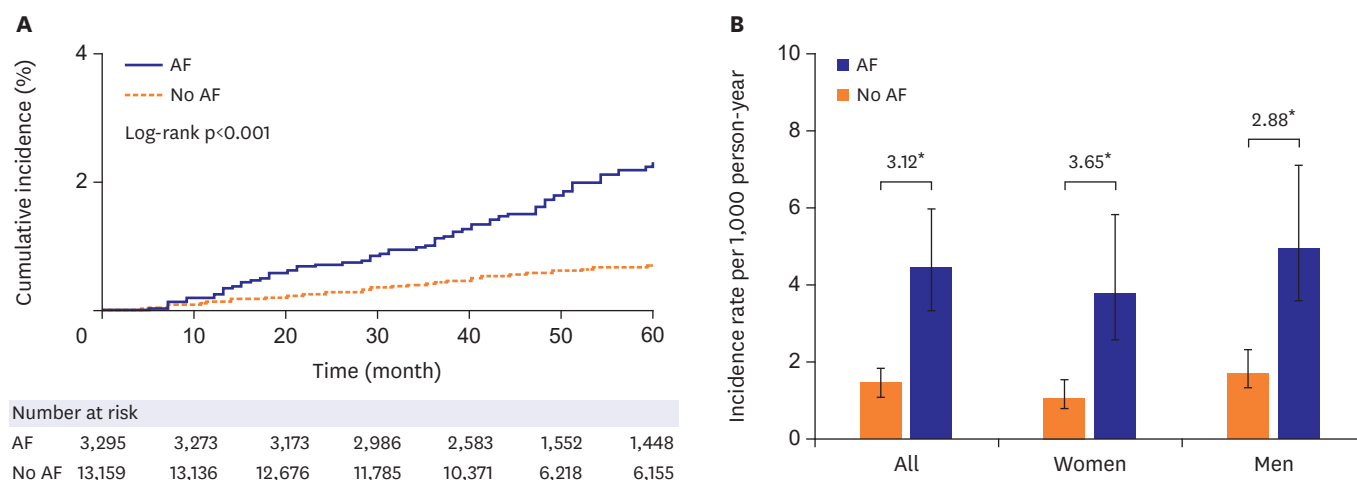 A
4
AF
No AF
Log-rank p<0.001
Cumulative incidence (%)
2
0 10 20 30 40 50 60
Time (month)
Number at risk
AF 3,295 3,273 3,173 2,986 2,583 1,552 1,448
No AF 13,159 13,136 12,676 11,785 10,371 6,218 6,155
B
10
AF
No AF
8
3.12* 3.65* 2.88*
6
4
2
0
Incidence rate per 1,000 person-year
All Women Men